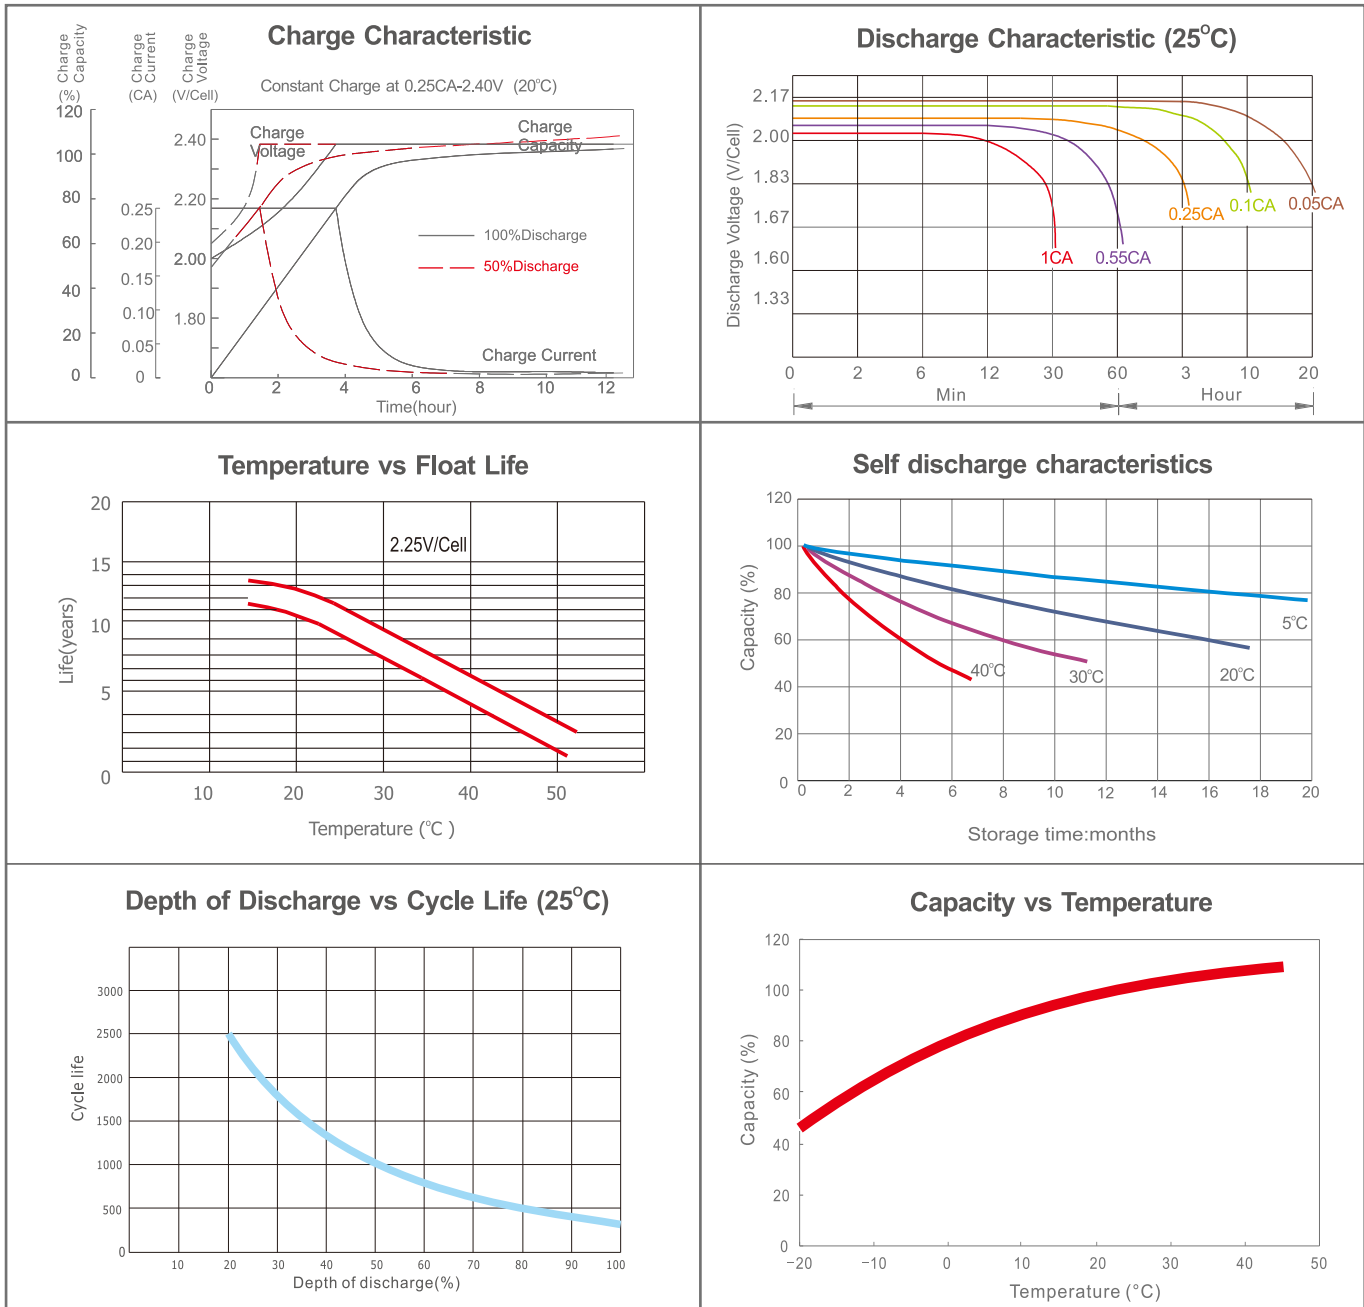 Charge Characteristic
Charge
Capacity
(%)
Charge
Current
(CA)
Charge
Voltage
(V/Cell)
Constant Charge at 0.25CA-2.40V (20°C)
120
100
80
60
40
20
0
0.25
0.20
0.15
0.10
0.05
0
2.40
2.20
2.00
1.80
Charge
Voltage
Charge
Capacity
100%Discharge
50%Discharge
Charge Current
0 2 4 6 8 10 12
Time(hour)
Discharge Characteristic (25°C)
Discharge Voltage (V/Cell)
2.17
2.00
1.83
1.67
1.60
1.33
1CA
0.55CA
0.25CA
0.1CA
0.05CA
0 2 6 12 30 60 3 10 20
Min Hour
Temperature vs Float Life
Life(years)
20
15
10
5
0
2.25V/Cell
10 20 30 40 50
Temperature (°C )
Self discharge characteristics
Capacity (%)
120
100
80
60
40
20
0
5°C
20°C
30°C
40°C
0 2 4 6 8 10 12 14 16 18 20
Storage time:months
Depth of Discharge vs Cycle Life (25°C)
Cycle life
3000
2500
2000
1500
1000
500
0
10 20 30 40 50 60 70 80 90 100
Depth of discharge(%)
Capacity vs Temperature
Capacity (%)
120
100
80
60
40
20
0
−20 −10 0 10 20 30 40 50
Temperature (°C)